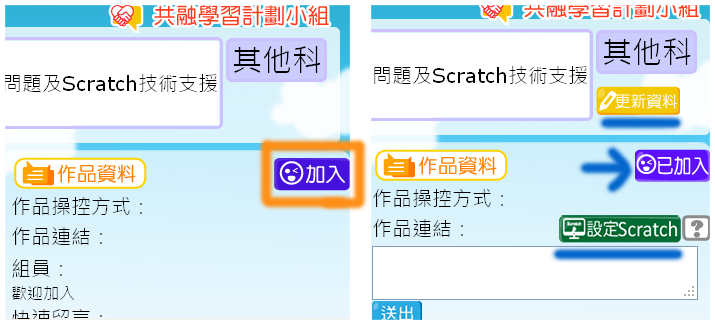 共融學習計劃小組
其他科
問題及Scratch技術支援
作品資料
加入
作品操控方式：
作品連結：
組員：
歡迎加入
快速留言：
共融學習計劃小組
其他科
問題及Scratch技術支援
更新資料
作品資料
已加入
作品操控方式：
作品連結：
設定Scratch
?
送出